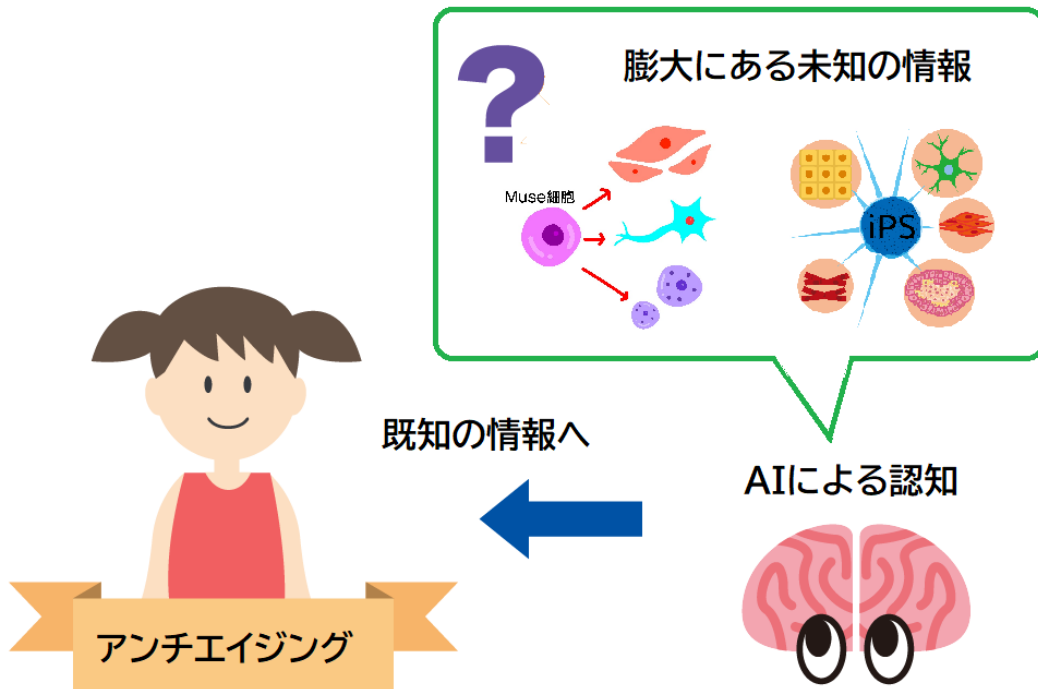 ?
膨大にある未知の情報
Muse細胞
iPS
既知の情報へ
AIによる認知
アンチエイジング